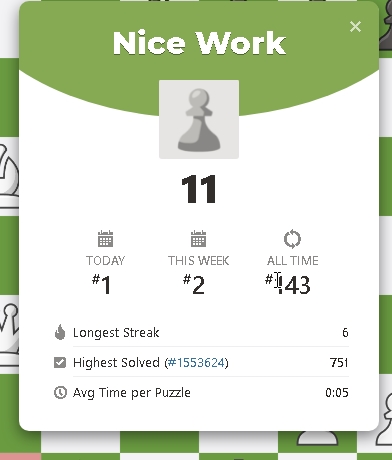 Nice Work
11
TODAY
#1
THIS WEEK
#2
ALL TIME
Longest Streak 6
Highest Solved (#1553624) 751
Avg Time per Puzzle 0:05